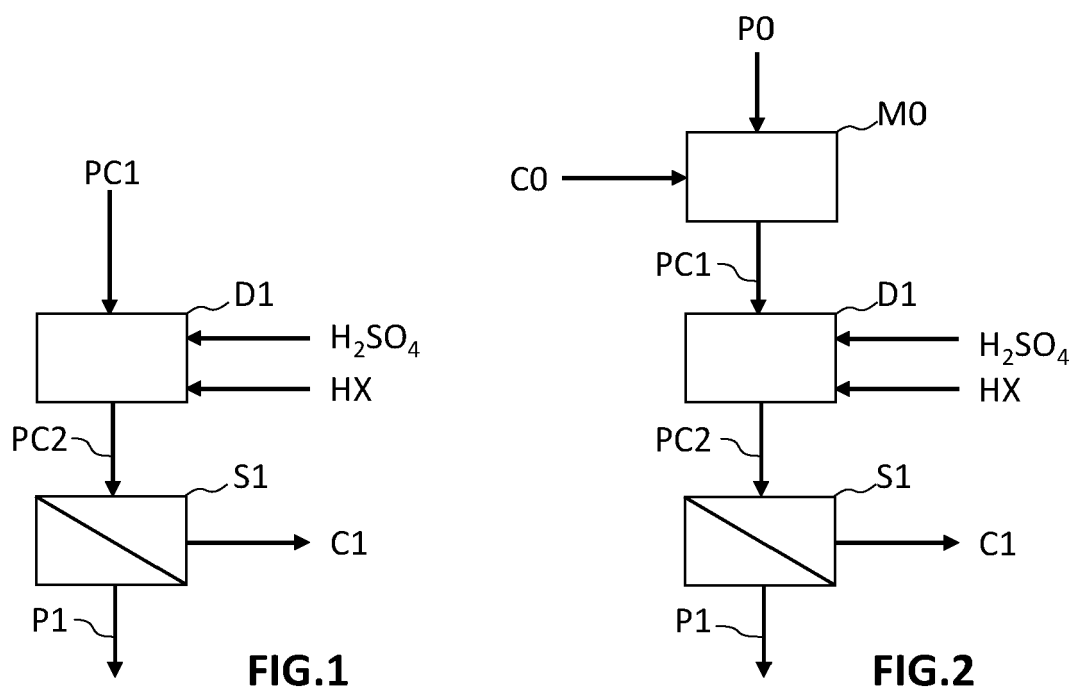 PC1
D1
H₂SO₄
HX
PC2
S1
C1
P1
FIG.1
P0
M0
C0
PC1
D1
H₂SO₄
HX
PC2
S1
C1
P1
FIG.2